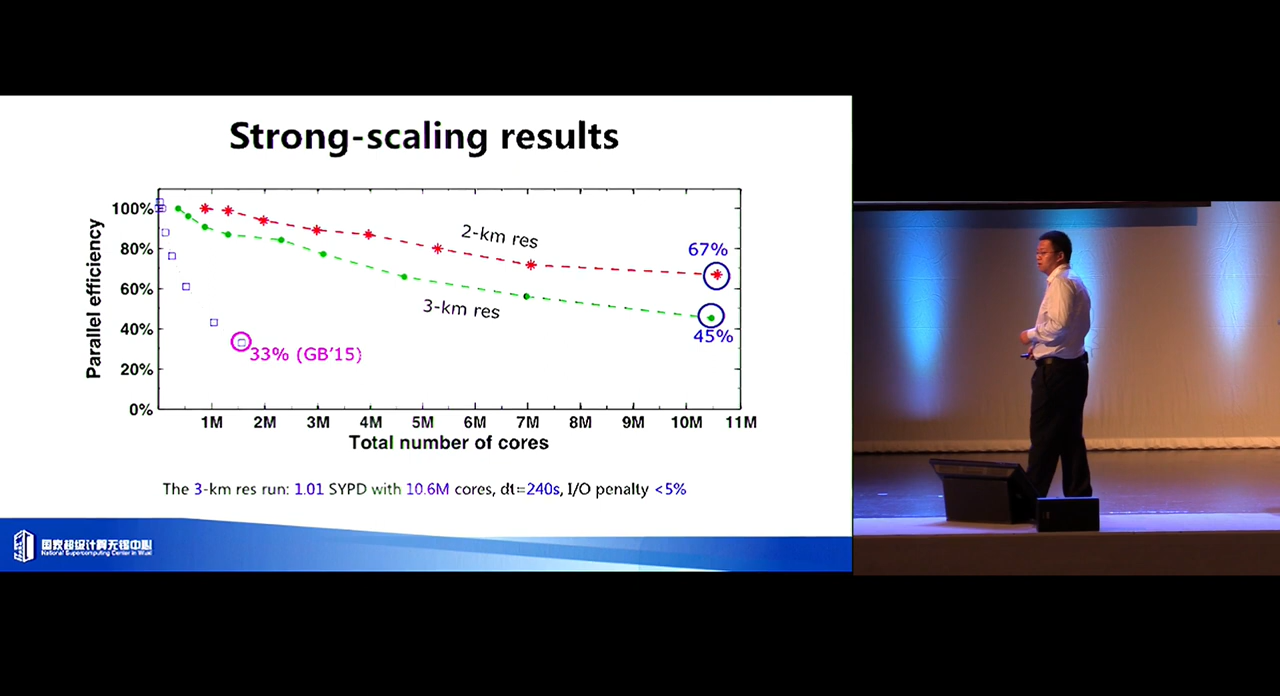 Strong-scaling results
Parallel efficiency
100%
80%
60%
40%
20%
0%
2-km res
67%
3-km res
45%
33% (GB'15)
1M 2M 3M 4M 5M 6M 7M 8M 9M 10M 11M
Total number of cores
The 3-km res run: 1.01 SYPD with 10.6M cores, dt=240s, I/O penalty <5%
国家超级计算无锡中心
National Supercomputing Center in Wuxi